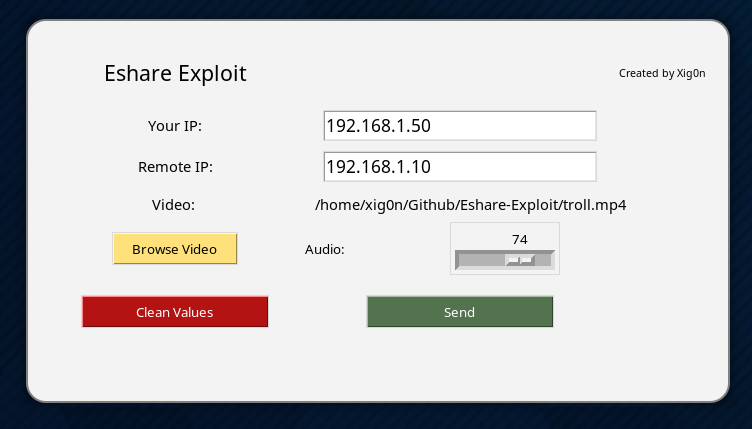 Eshare Exploit
Created by Xig0n
Your IP: 192.168.1.50
Remote IP: 192.168.1.10
Video: /home/xig0n/Github/Eshare-Exploit/troll.mp4
74
Browse Video Audio:
Clean Values Send